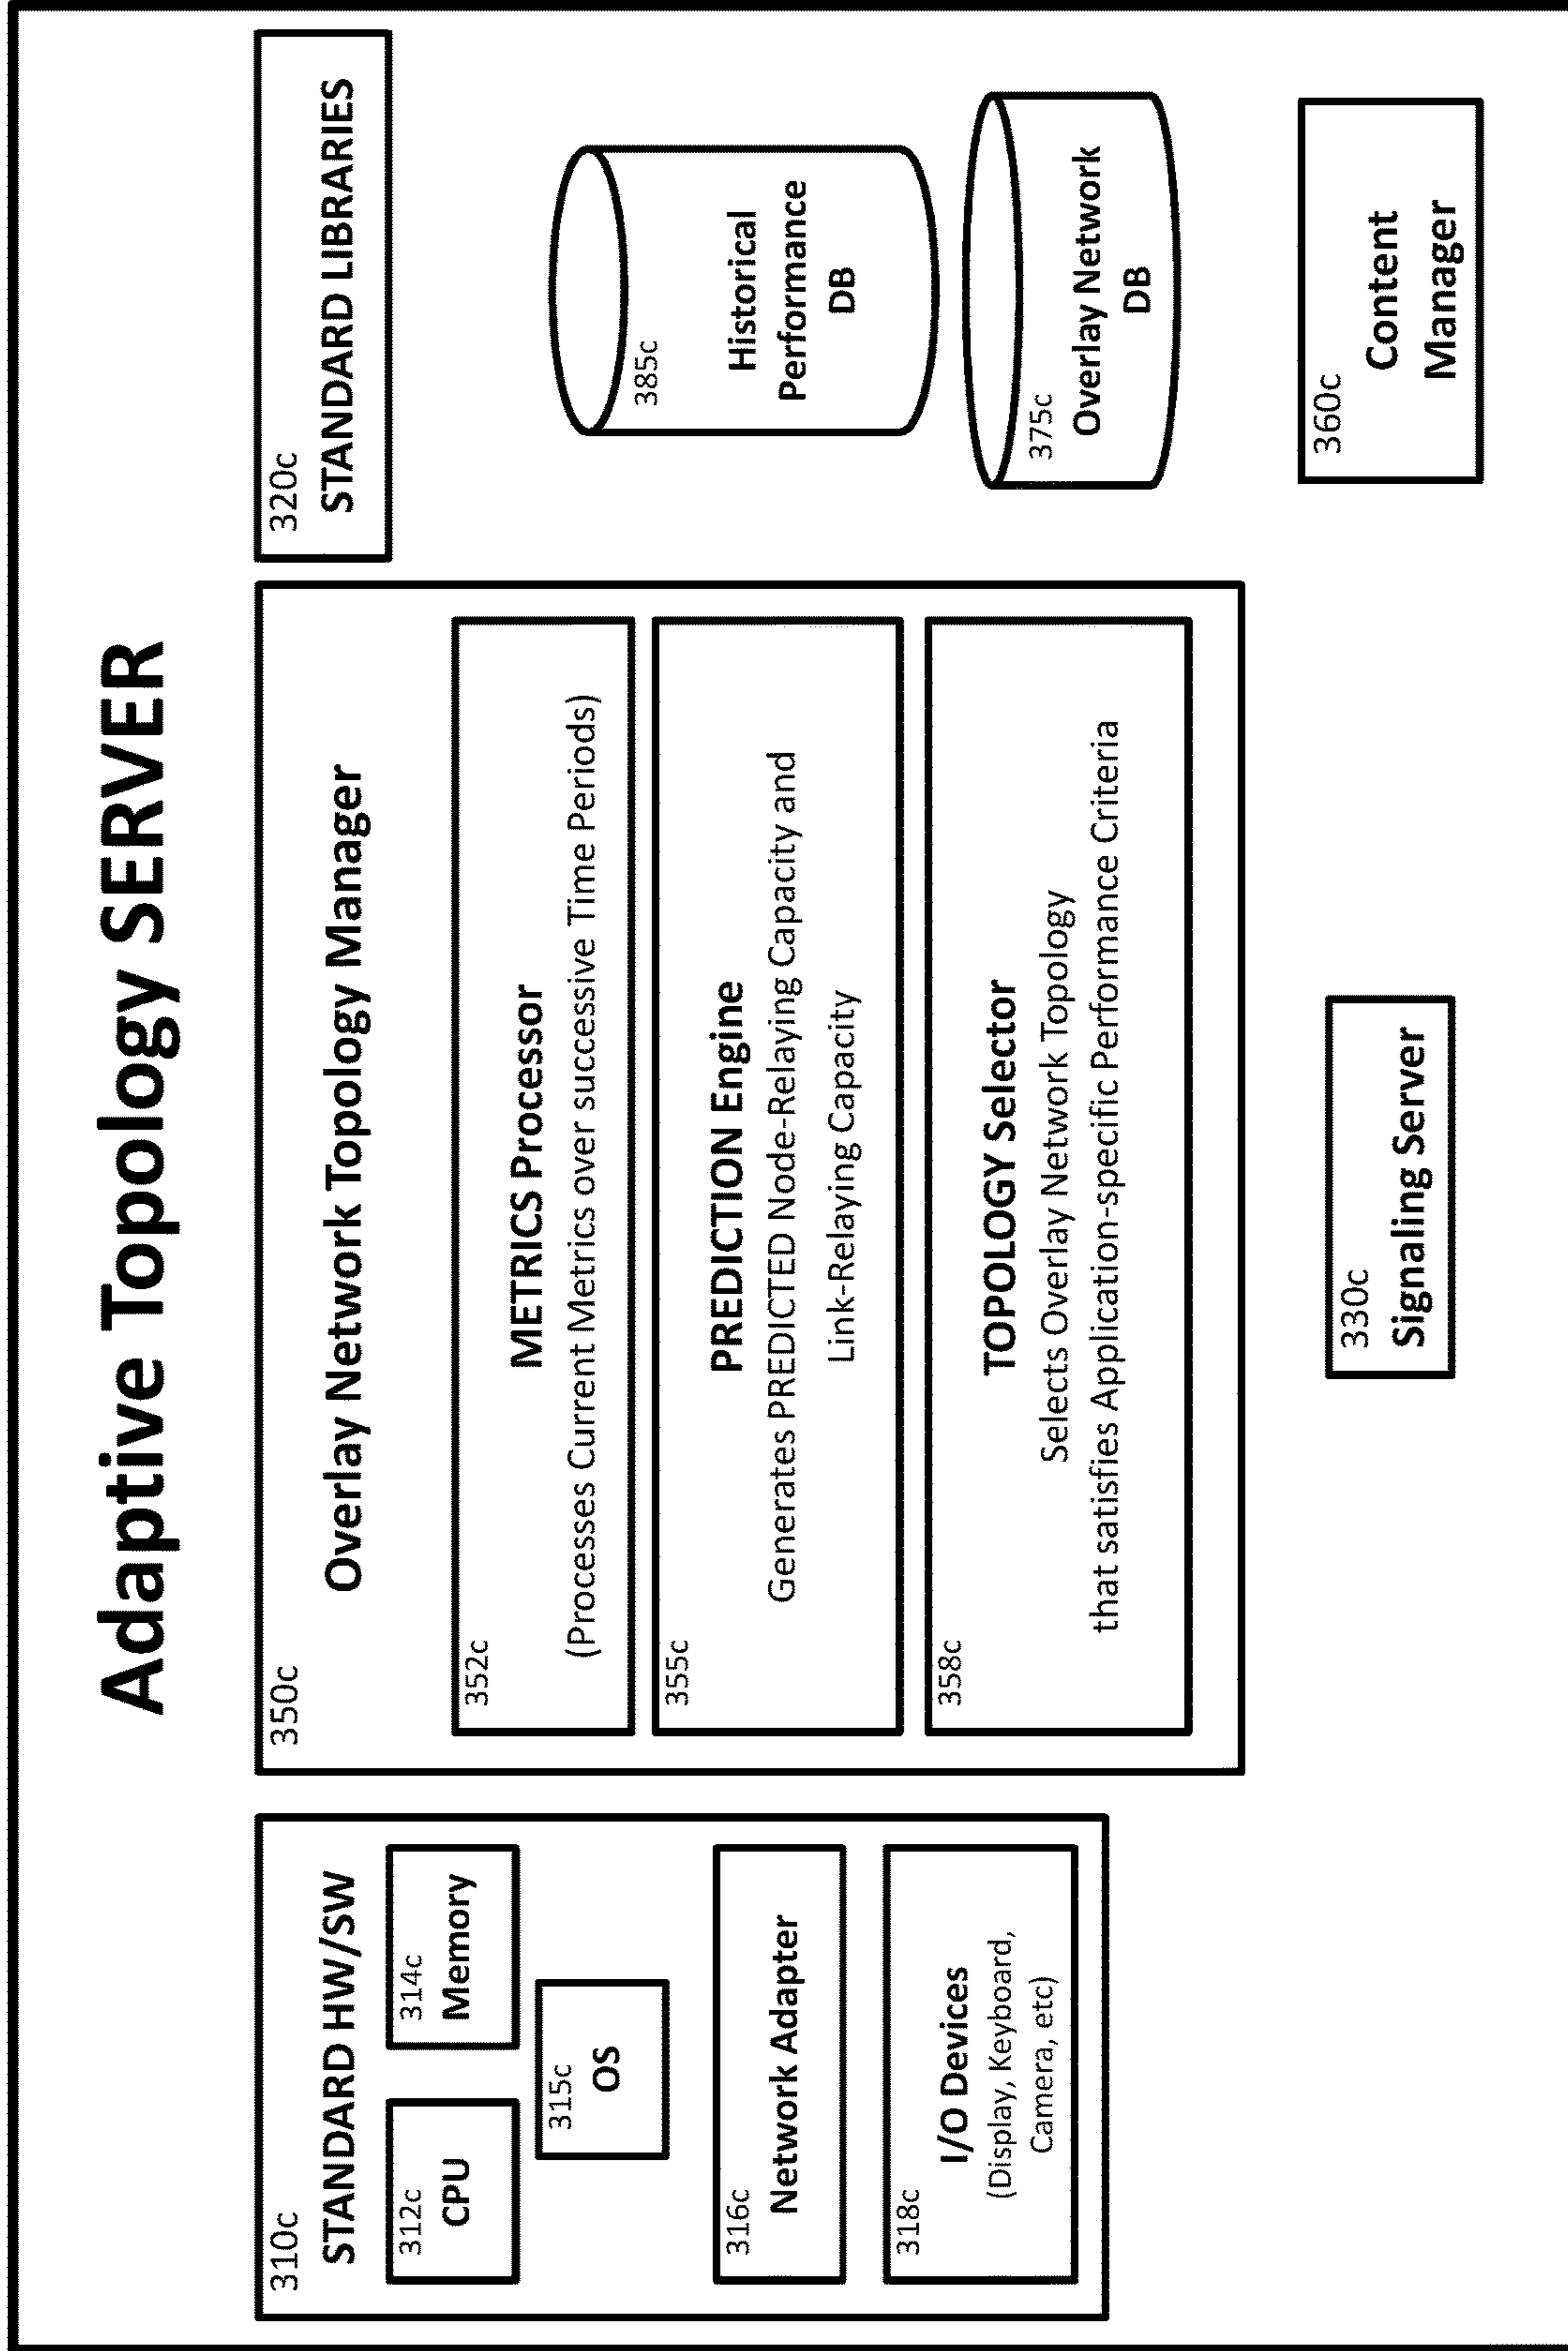 Adaptive Topology SERVER
310c
STANDARD HW/SW
312c
CPU
314c
Memory
315c
OS
316c
Network Adapter
318c
I/O Devices
(Display, Keyboard,
Camera, etc)
350c
Overlay Network Topology Manager
352c
METRICS Processor
(Processes Current Metrics over successive Time Periods)
355c
PREDICTION Engine
Generates PREDICTED Node-Relaying Capacity and
Link-Relaying Capacity
358c
TOPOLOGY Selector
Selects Overlay Network Topology
that satisfies Application-specific Performance Criteria
330c
Signaling Server
320c
STANDARD LIBRARIES
385c
Historical
Performance
DB
375c
Overlay Network
DB
360c
Content
Manager